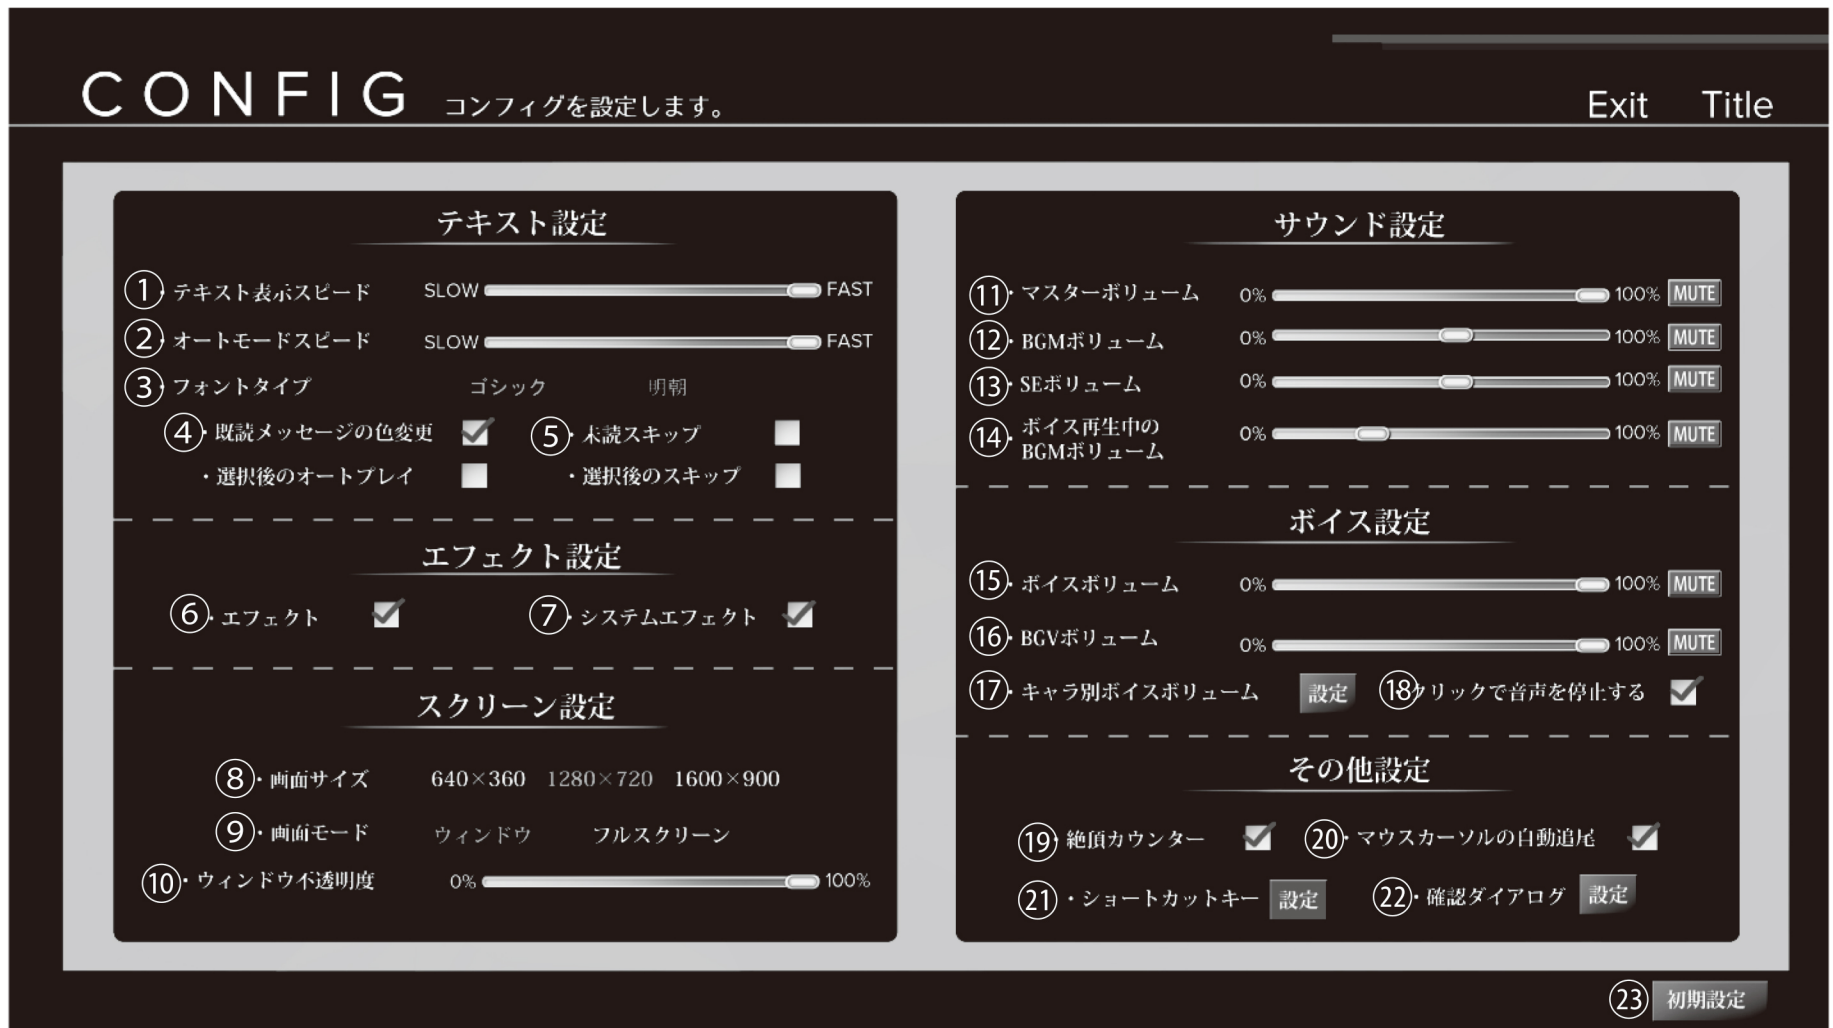 CONFIG コンフィグを設定します。
Exit Title
テキスト設定
①・テキスト表示スピード SLOW FAST
②・オートモードスピード SLOW FAST
③・フォントタイプ ゴシック 明朝
④・既読メッセージの色変更 ⑤・未読スキップ
・選択後のオートプレイ ・選択後のスキップ
エフェクト設定
⑥・エフェクト ⑦・システムエフェクト
スクリーン設定
⑧・画面サイズ 640×360 1280×720 1600×900
⑨・画面モード ウィンドウ フルスクリーン
⑩・ウィンドウ不透明度 0% 100%
サウンド設定
⑪・マスターボリューム 0% 100% MUTE
⑫・BGMボリューム 0% 100% MUTE
⑬・SEボリューム 0% 100% MUTE
⑭・ボイス再生中の 0% 100% MUTE
BGMボリューム
ボイス設定
⑮・ボイスボリューム 0% 100% MUTE
⑯・BGVボリューム 0% 100% MUTE
⑰・キャラ別ボイスボリューム 設定 ⑱・クリックで音声を停止する
その他設定
⑲・絶頂カウンター ⑳・マウスカーソルの自動追尾
㉑・ショートカットキー 設定 ㉒・確認ダイアログ 設定
㉓ 初期設定